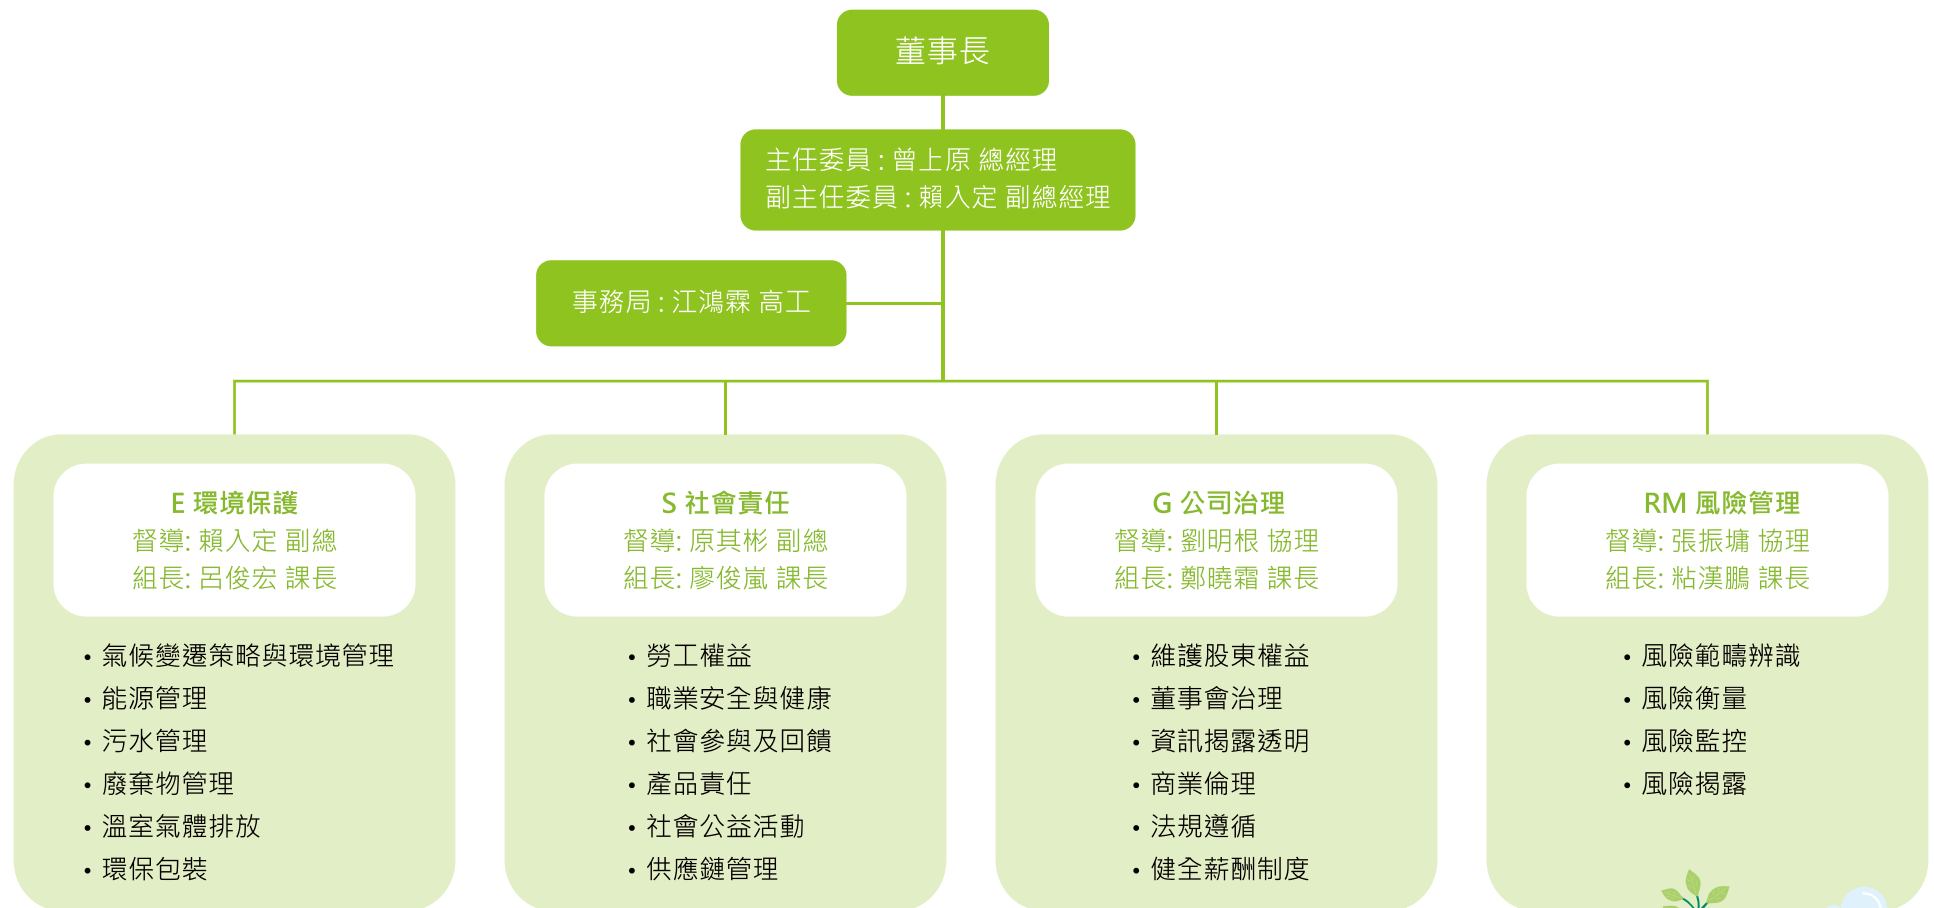 董事長
主任委員 : 曾上原 總經理
副主任委員 : 賴入定 副總經理
事務局 : 江鴻霖 高工
E 環境保護
督導: 賴入定 副總
組長: 呂俊宏 課長
• 氣候變遷策略與環境管理
• 能源管理
• 污水管理
• 廢棄物管理
• 溫室氣體排放
• 環保包裝
S 社會責任
督導: 原其彬 副總
組長: 廖俊嵐 課長
• 勞工權益
• 職業安全與健康
• 社會參與及回饋
• 產品責任
• 社會公益活動
• 供應鏈管理
G 公司治理
督導: 劉明根 協理
組長: 鄭曉霜 課長
• 維護股東權益
• 董事會治理
• 資訊揭露透明
• 商業倫理
• 法規遵循
• 健全薪酬制度
RM 風險管理
督導: 張振墉 協理
組長: 粘漢鵬 課長
• 風險範疇辨識
• 風險衡量
• 風險監控
• 風險揭露